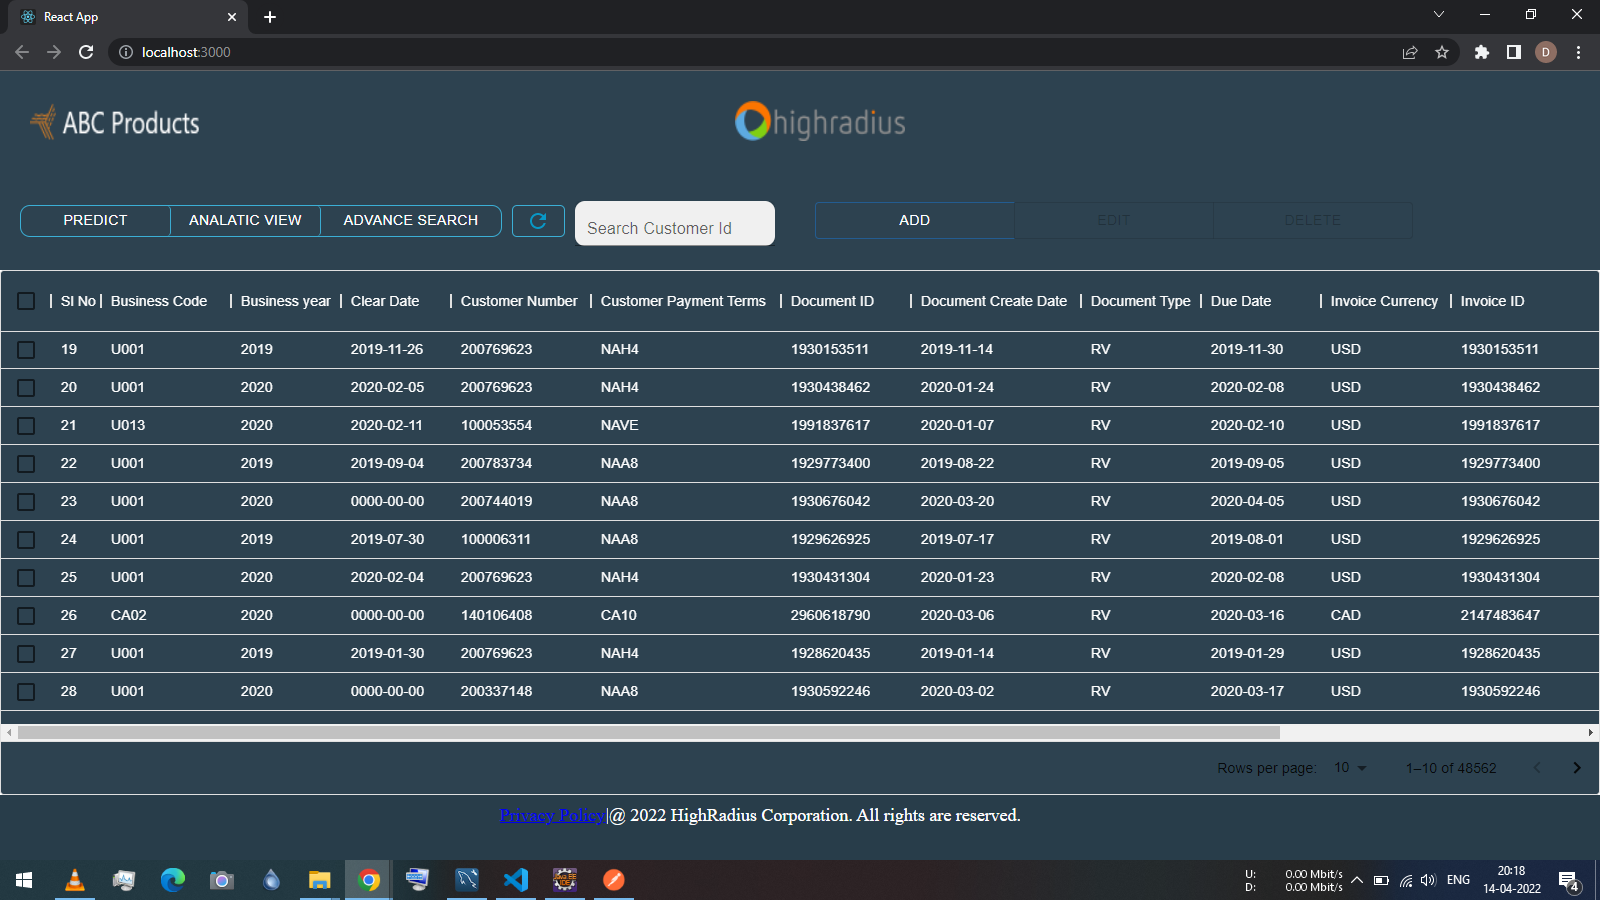 React App
localhost:3000
D
ABC Products
highradius
PREDICT ANALATIC VIEW ADVANCE SEARCH Search Customer Id ADD EDIT DELETE
Sl No Business Code Business year Clear Date Customer Number Customer Payment Terms Document ID Document Create Date Document Type Due Date Invoice Currency Invoice ID
19 U001 2019 2019-11-26 200769623 NAH4 1930153511 2019-11-14 RV 2019-11-30 USD 1930153511
20 U001 2020 2020-02-05 200769623 NAH4 1930438462 2020-01-24 RV 2020-02-08 USD 1930438462
21 U013 2020 2020-02-11 100053554 NAVE 1991837617 2020-01-07 RV 2020-02-10 USD 1991837617
22 U001 2019 2019-09-04 200783734 NAA8 1929773400 2019-08-22 RV 2019-09-05 USD 1929773400
23 U001 2020 0000-00-00 200744019 NAA8 1930676042 2020-03-20 RV 2020-04-05 USD 1930676042
24 U001 2019 2019-07-30 100006311 NAA8 1929626925 2019-07-17 RV 2019-08-01 USD 1929626925
25 U001 2020 2020-02-04 200769623 NAH4 1930431304 2020-01-23 RV 2020-02-08 USD 1930431304
26 CA02 2020 0000-00-00 140106408 CA10 2960618790 2020-03-06 RV 2020-03-16 CAD 2147483647
27 U001 2019 2019-01-30 200769623 NAH4 1928620435 2019-01-14 RV 2019-01-29 USD 1928620435
28 U001 2020 0000-00-00 200337148 NAA8 1930592246 2020-03-02 RV 2020-03-17 USD 1930592246
Rows per page: 10 1–10 of 48562
Privacy Policy|@ 2022 HighRadius Corporation. All rights are reserved.
U: 0.00 Mbit/s
D: 0.00 Mbit/s
ENG
20:18
14-04-2022
4